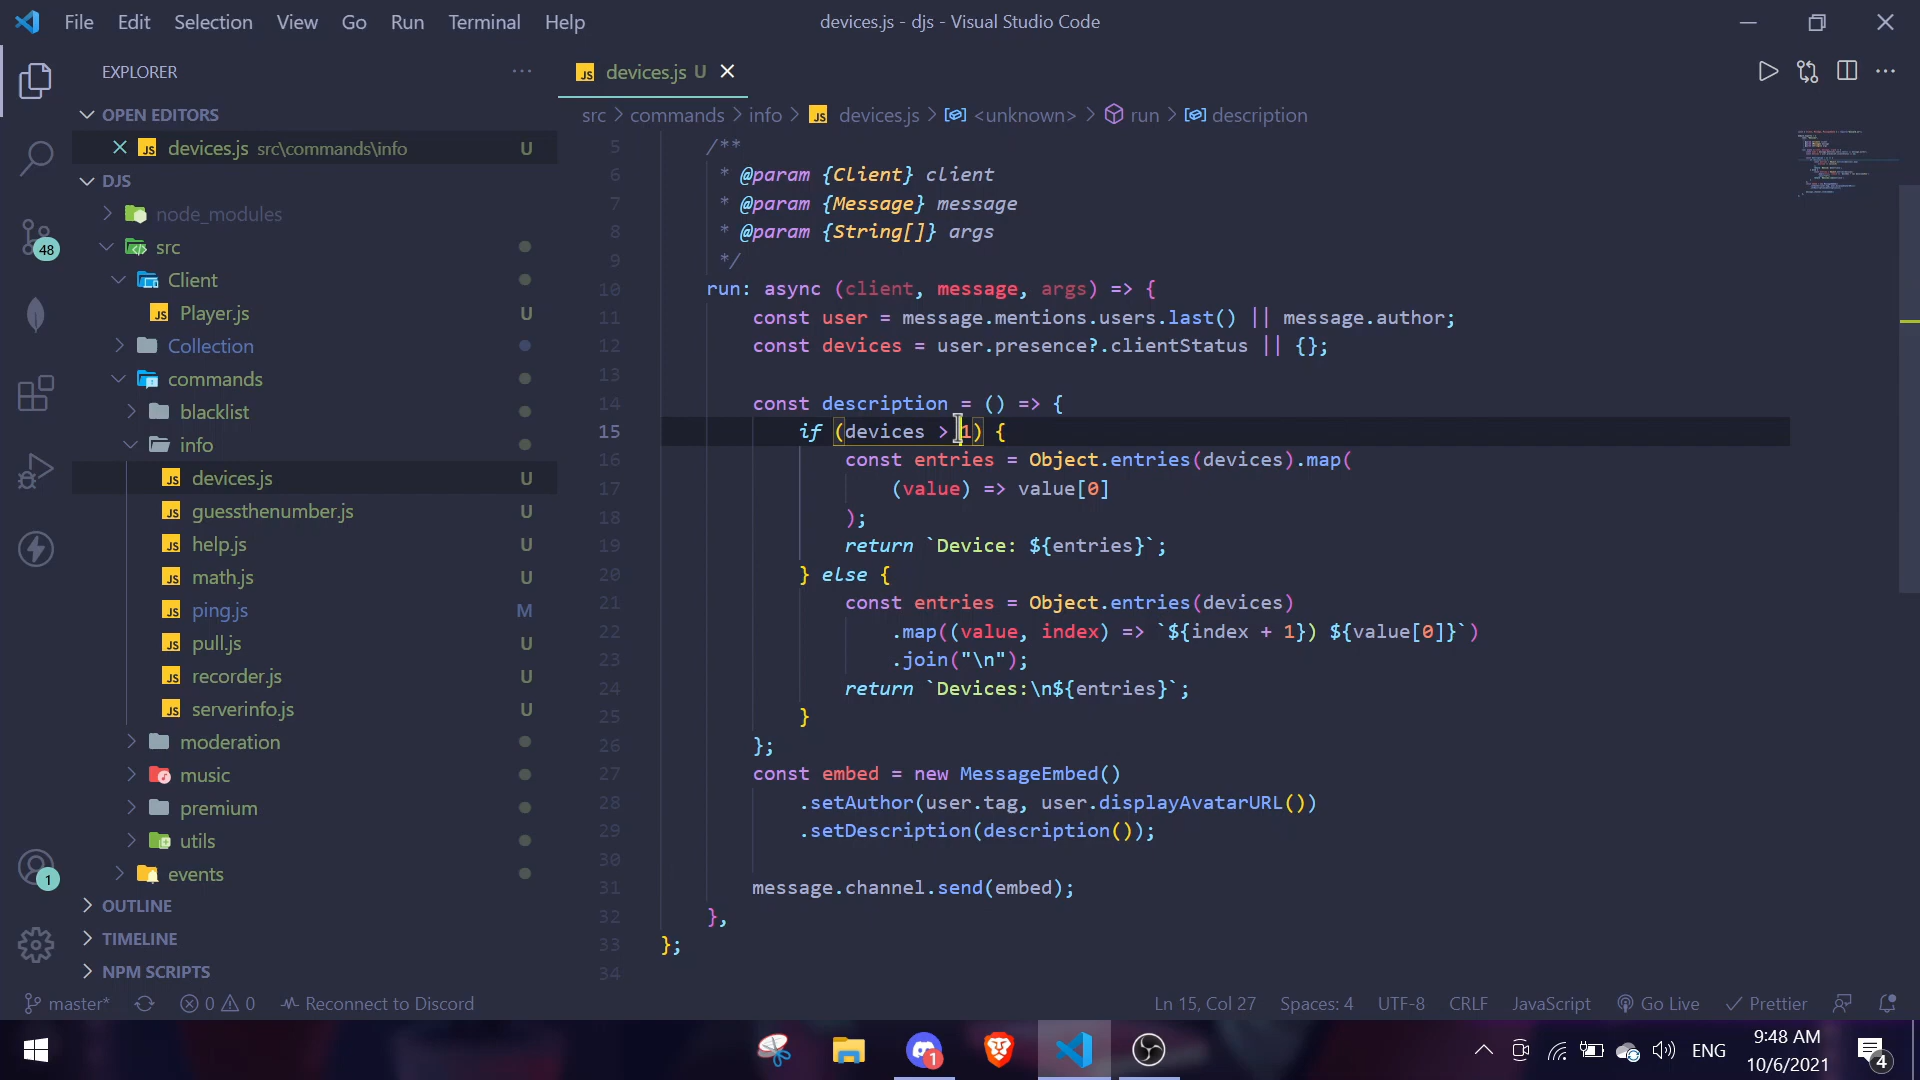 File Edit Selection View Go Run Terminal Help
devices.js - djs - Visual Studio Code
EXPLORER
OPEN EDITORS
devices.js src\commands\info U
DJS
node_modules
src
Client
Player.js U
Collection
commands
blacklist
info
devices.js U
guessthenumber.js U
help.js U
math.js U
ping.js M
pull.js U
recorder.js U
serverinfo.js U
moderation
music
premium
utils
events
OUTLINE
TIMELINE
NPM SCRIPTS
48
1
devices.js U
src > commands > info > devices.js > <unknown> > run > description
5 /**
6 * @param {Client} client
7 * @param {Message} message
8 * @param {String[]} args
9 */
10 run: async (client, message, args) => {
11 const user = message.mentions.users.last() || message.author;
12 const devices = user.presence?.clientStatus || {};
13
14 const description = () => {
15 if (devices > 1) {
16 const entries = Object.entries(devices).map(
17 (value) => value[0]
18 );
19 return `Device: ${entries}`;
20 } else {
21 const entries = Object.entries(devices)
22 .map((value, index) => `${index + 1}) ${value[0]}`)
23 .join("\n");
24 return `Devices:\n${entries}`;
25 }
26 };
27 const embed = new MessageEmbed()
28 .setAuthor(user.tag, user.displayAvatarURL())
29 .setDescription(description());
30
31 message.channel.send(embed);
32 },
33 };
34
master* 0 0 Reconnect to Discord
Ln 15, Col 27 Spaces: 4 UTF-8 CRLF JavaScript Go Live Prettier
1
ENG
9:48 AM
10/6/2021
4